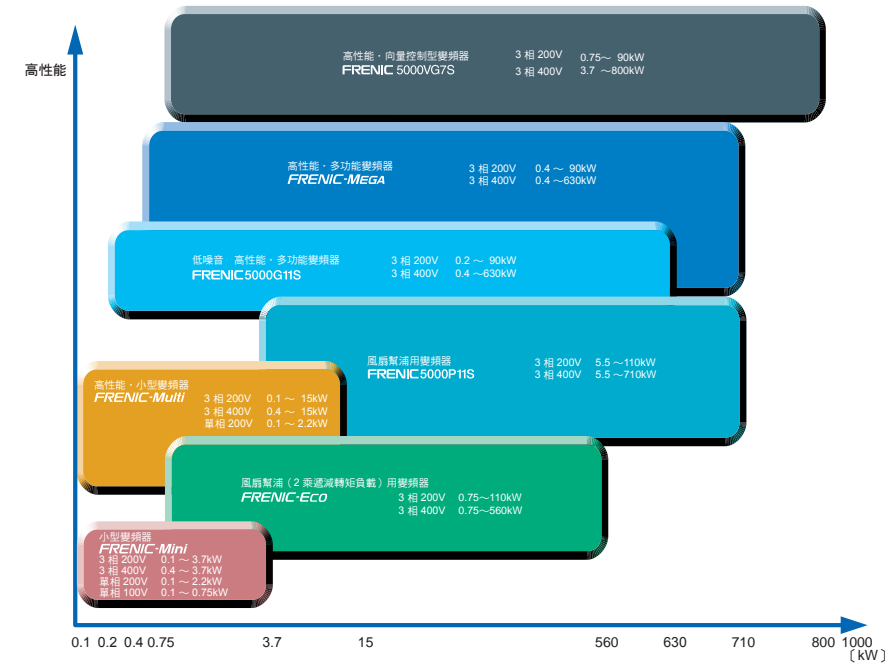 高性能
高性能・向量控制型變頻器
FRENIC 5000VG7S
3 相 200V 0.75～ 90kW
3 相 400V 3.7 ～800kW
高性能・多功能變頻器
FRENIC-MEGA
3 相 200V 0.4 ～ 90kW
3 相 400V 0.4 ～630kW
低噪音 高性能・多功能變頻器
FRENIC5000G11S
3 相 200V 0.2 ～ 90kW
3 相 400V 0.4 ～630kW
風扇幫浦用變頻器
FRENIC5000P11S
3 相 200V 5.5 ～110kW
3 相 400V 5.5 ～710kW
高性能・小型變頻器
FRENIC-Multi
3 相 200V 0.1 ～ 15kW
3 相 400V 0.4 ～ 15kW
單相 200V 0.1 ～ 2.2kW
風扇幫浦（2 乘遞減轉矩負載）用變頻器
FRENIC-ECO
3 相 200V 0.75～110kW
3 相 400V 0.75～560kW
小型變頻器
FRENIC-Mini
3 相 200V 0.1 ～ 3.7kW
3 相 400V 0.4 ～ 3.7kW
單相 200V 0.1 ～ 2.2kW
單相 100V 0.1 ～ 0.75kW
0.1 0.2 0.4 0.75 3.7 15 560 630 710 800 1000
〔kW〕